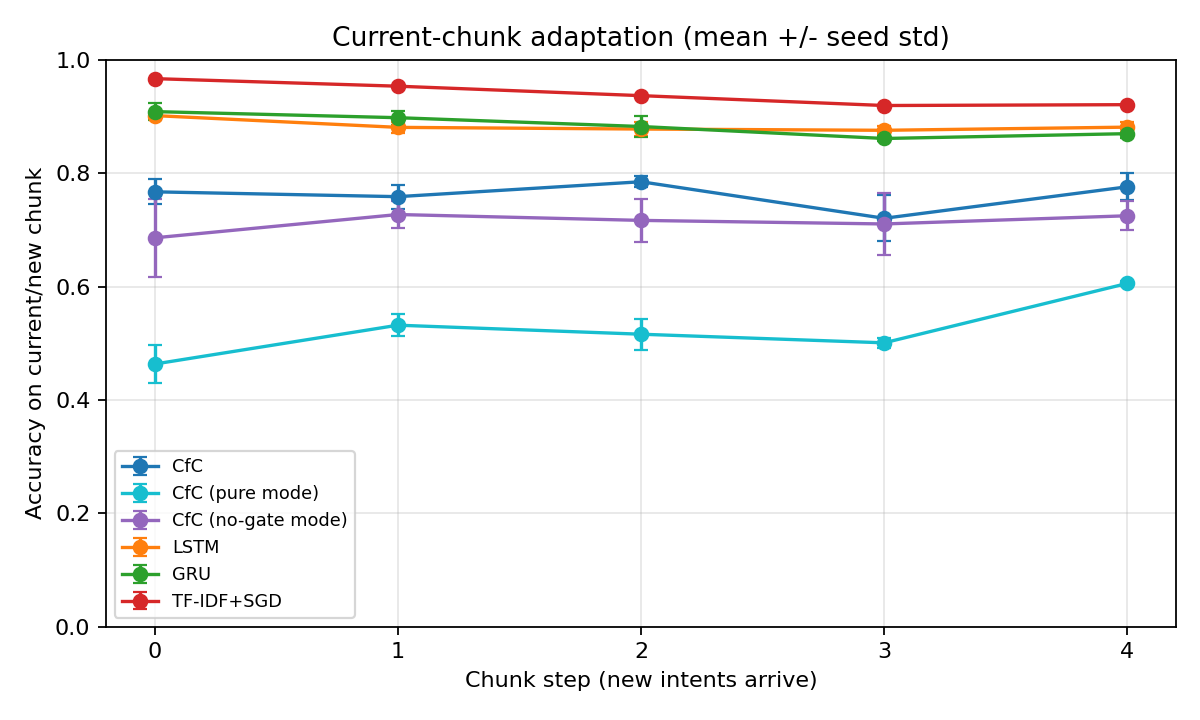 Current-chunk adaptation (mean +/- seed std)
Accuracy on current/new chunk
1.0
0.8
0.6
0.4
0.2
0.0
CfC
CfC (pure mode)
CfC (no-gate mode)
LSTM
GRU
TF-IDF+SGD
0 1 2 3 4
Chunk step (new intents arrive)